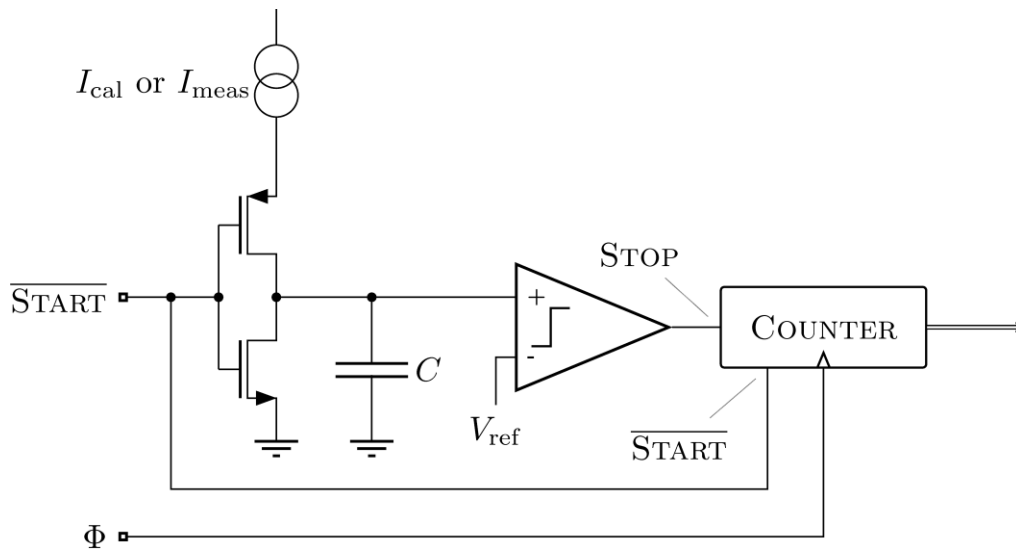 I_cal or I_meas
STOP
START
+
COUNTER
-
C
V_ref
START
Φ